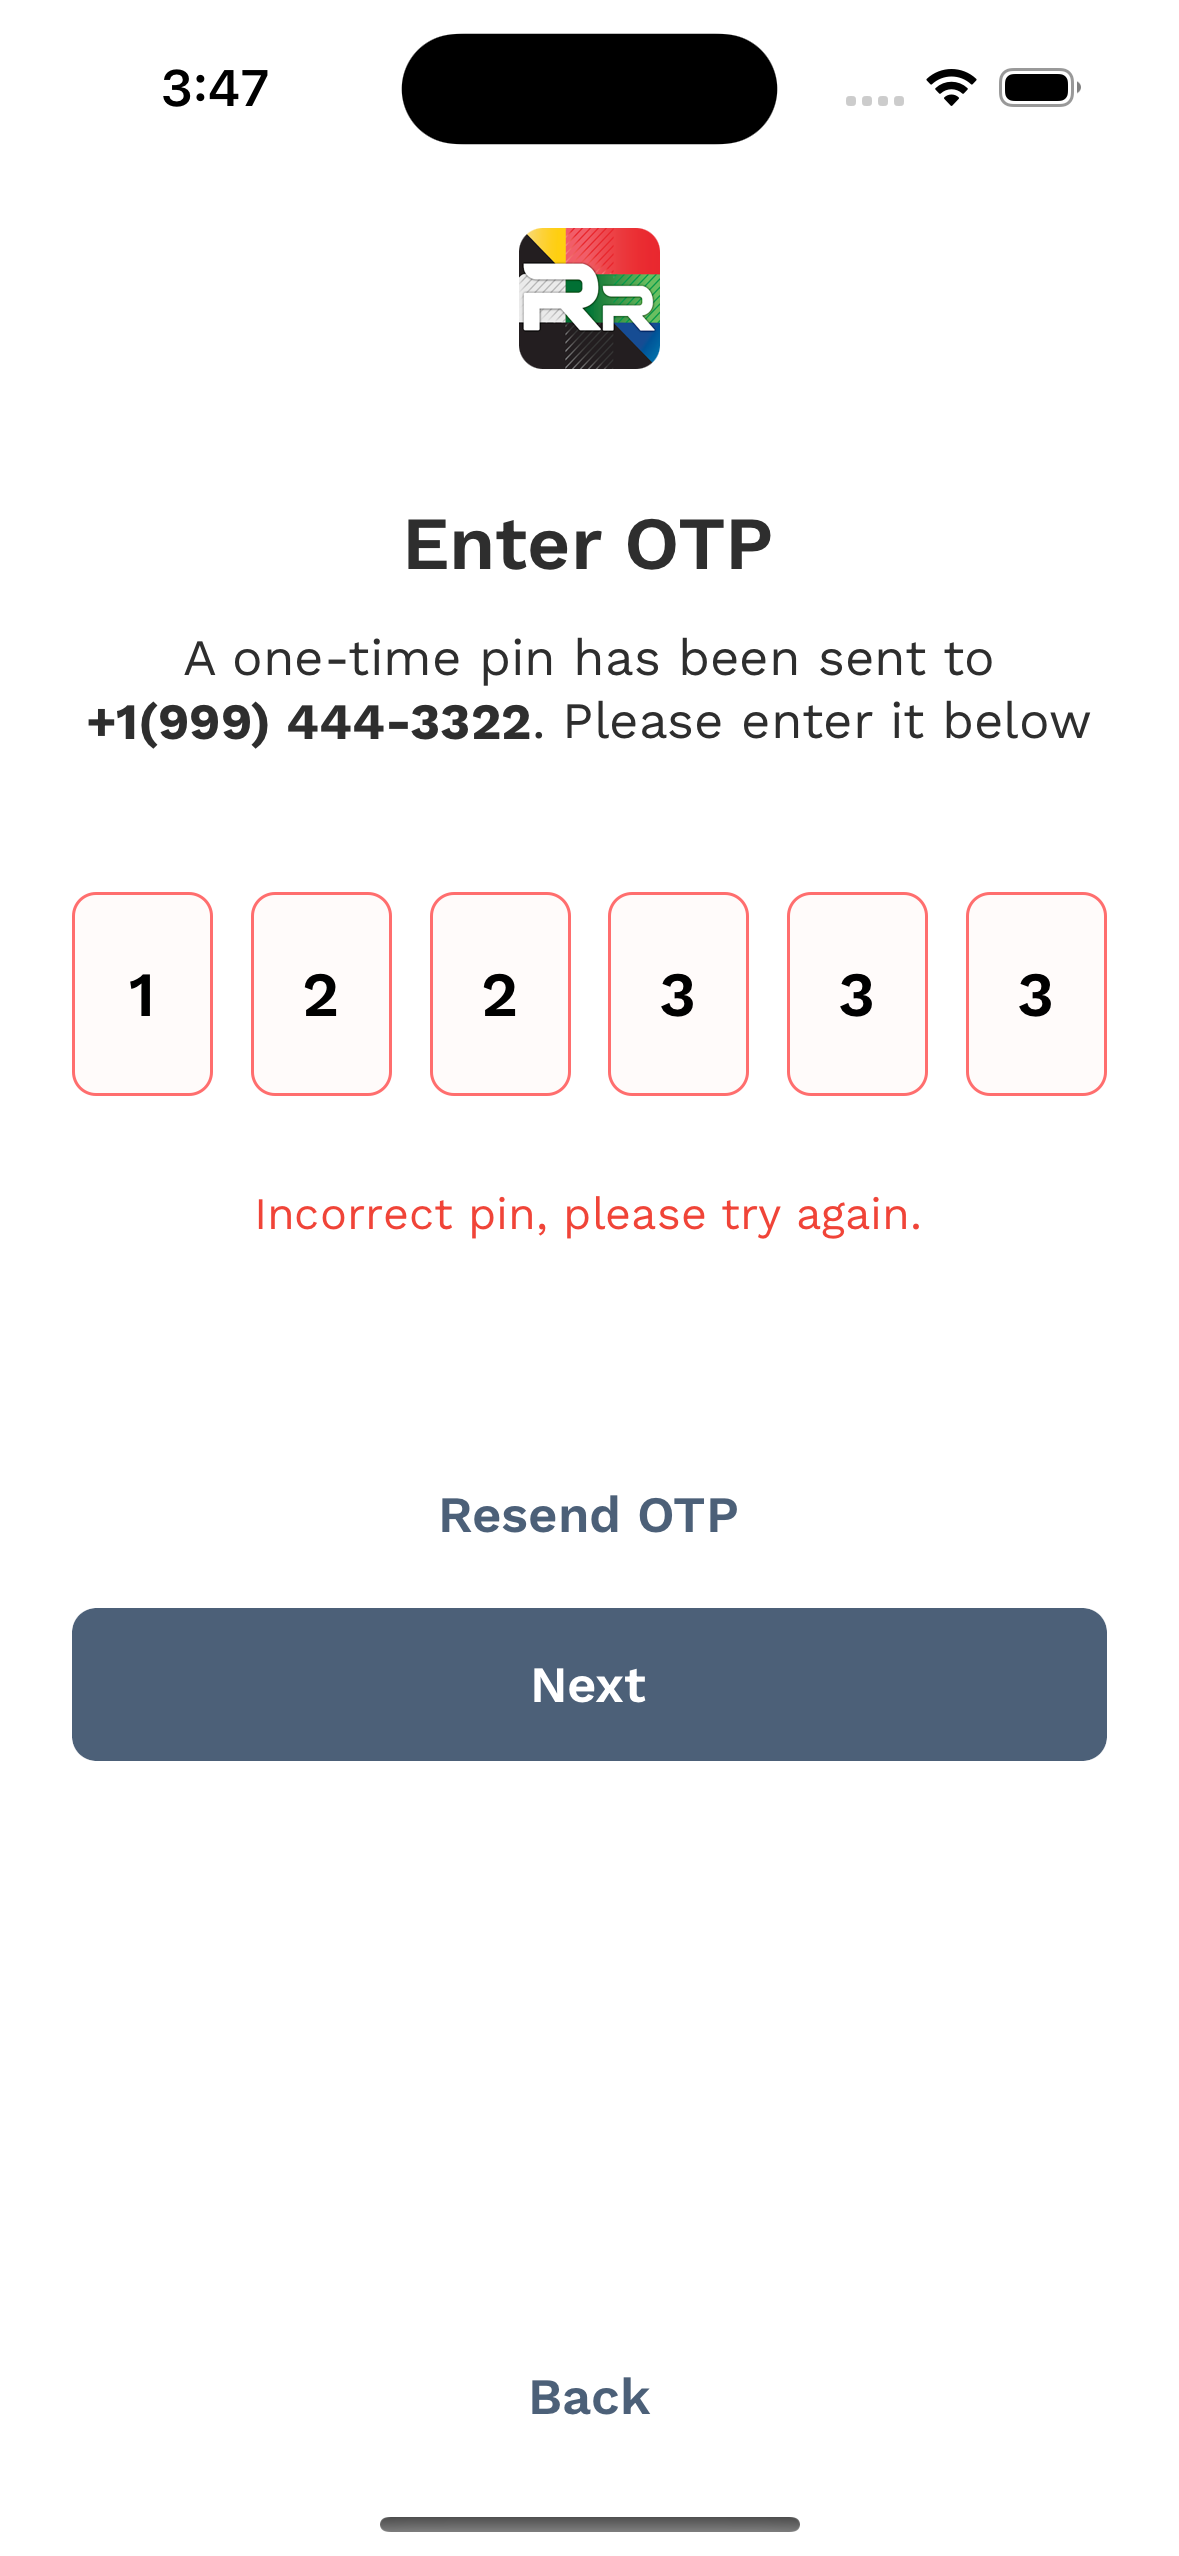 3:47
RR
Enter OTP
A one-time pin has been sent to
+1(999) 444-3322. Please enter it below
1 2 2 3 3 3
Incorrect pin, please try again.
Resend OTP
Next
Back